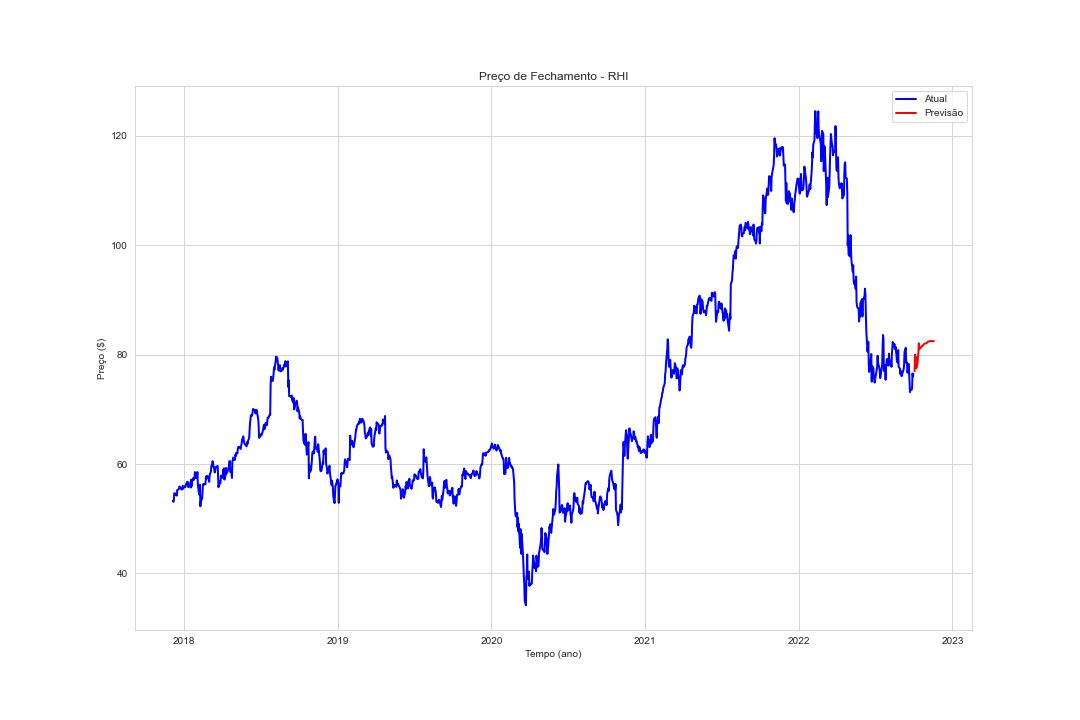 Preço de Fechamento - RHI
Atual
Previsão
120
100
80
60
40
Preço ($)
2018 2019 2020 2021 2022 2023
Tempo (ano)